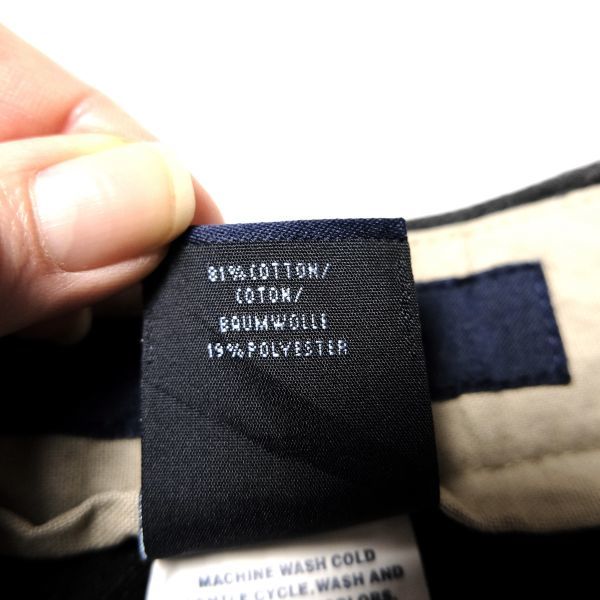 81% COTTON/
COTON/
BAUMWOLLE
19% POLYESTER
MACHINE WASH COLD
CYCLE, WASH AND